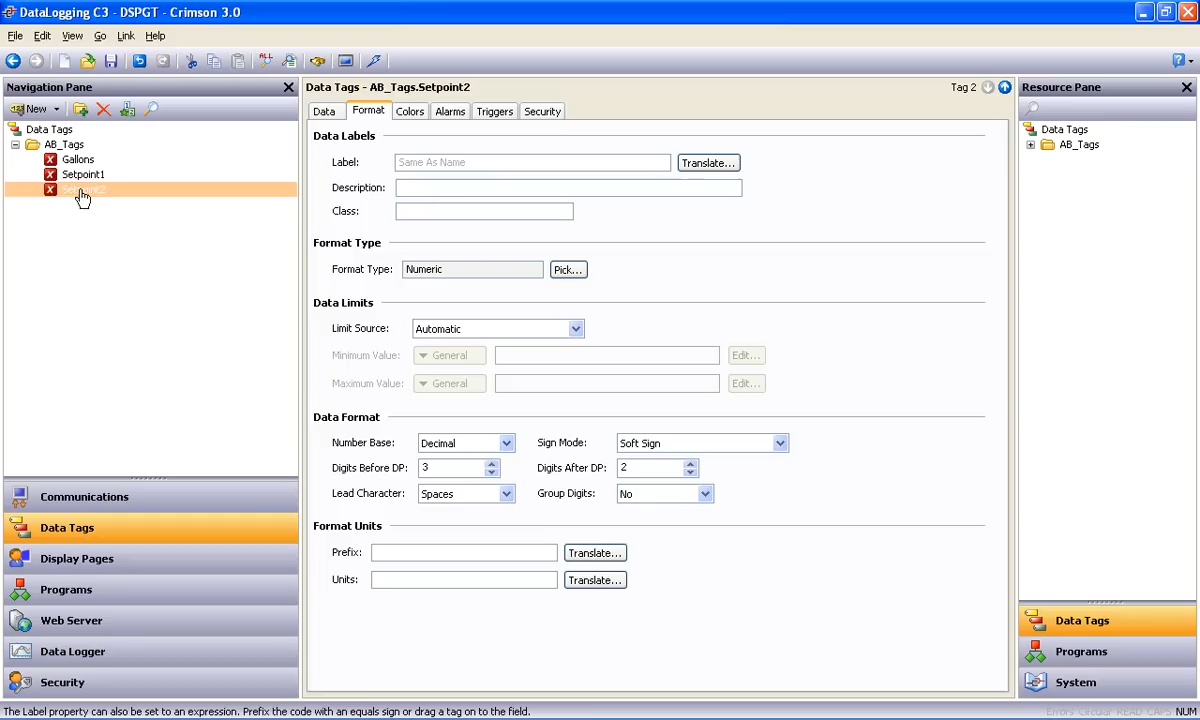 DataLogging C3 - DSPGT - Crimson 3.0
File Edit View Go Link Help
Navigation Pane
New
Data Tags
AB_Tags
Gallons
Setpoint1
Setpoint2
Communications
Data Tags
Display Pages
Programs
Web Server
Data Logger
Security
Data Tags - AB_Tags.Setpoint2
Tag 2
Data Format Colors Alarms Triggers Security
Data Labels
Label: Same As Name Translate...
Description:
Class:
Format Type
Format Type: Numeric Pick...
Data Limits
Limit Source: Automatic
Minimum Value: General Edit...
Maximum Value: General Edit...
Data Format
Number Base: Decimal Sign Mode: Soft Sign
Digits Before DP: 3 Digits After DP: 2
Lead Character: Spaces Group Digits: No
Format Units
Prefix: Translate...
Units: Translate...
Resource Pane
Data Tags
AB_Tags
Data Tags
Programs
System
The Label property can also be set to an expression. Prefix the code with an equals sign or drag a tag on to the field.
Errors Circular READ CAPS NUM